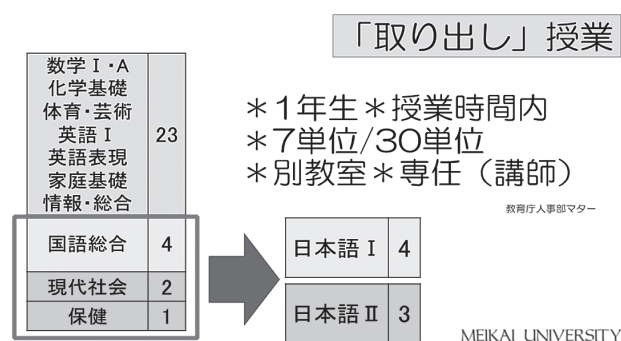 「取り出し」授業
数学Ⅰ・A
化学基礎
体育・芸術
英語Ⅰ
英語表現
家庭基礎
情報・総合
23
国語総合 4
現代社会 2
保健 1
＊1年生＊授業時間内
＊7単位/30単位
＊別教室＊専任（講師）
教育庁人事部マター
日本語Ⅰ 4
日本語Ⅱ 3
MEIKAI UNIVERSITY